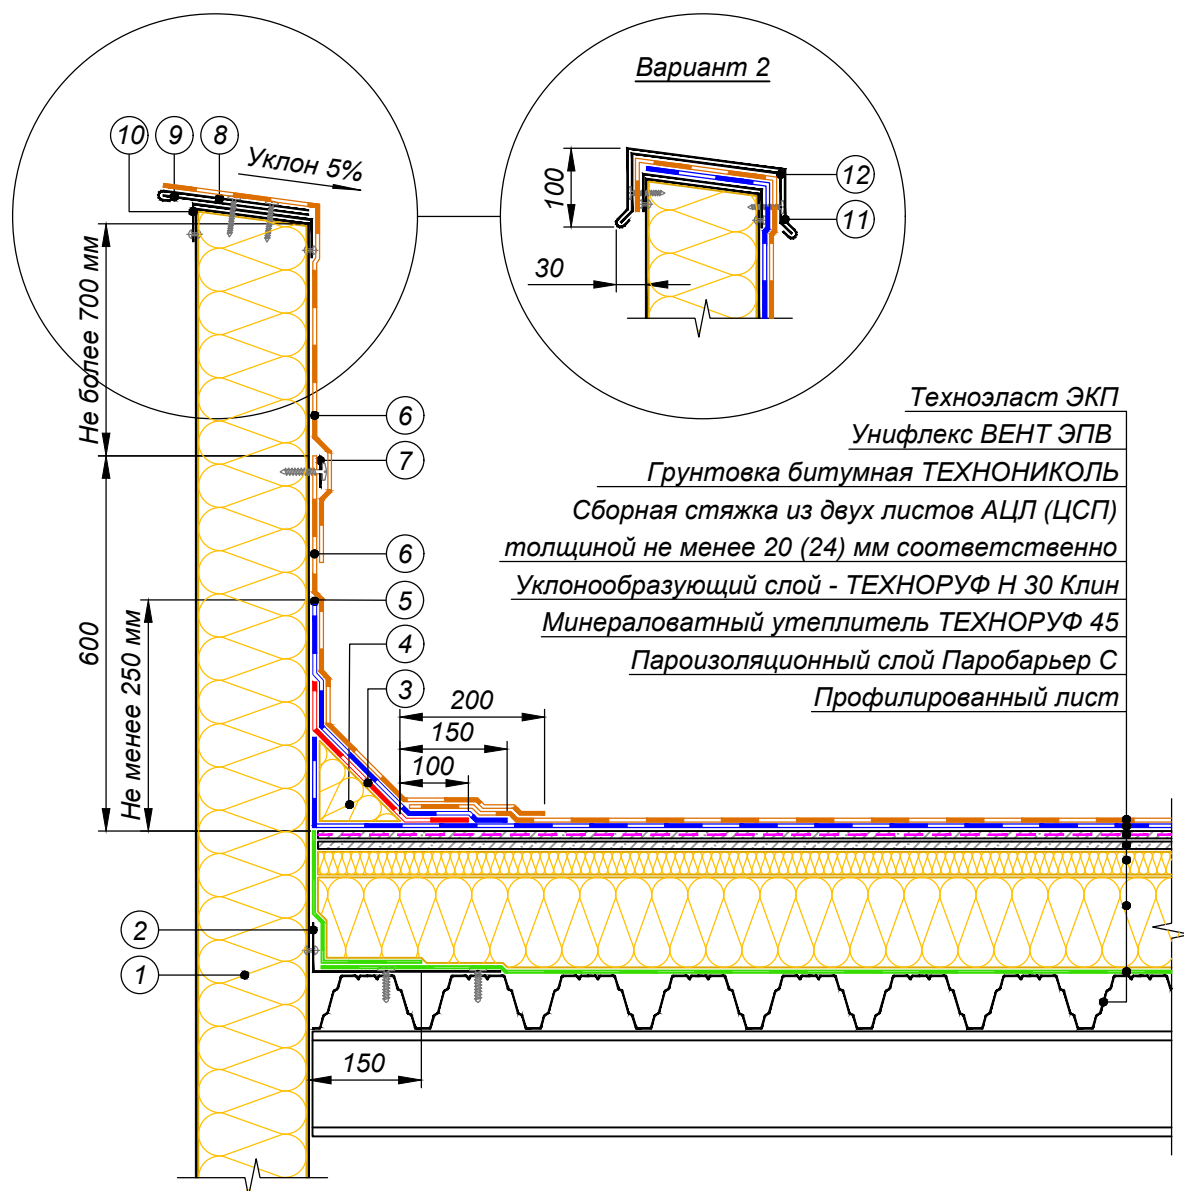 Вариант 2
10
9
8
Уклон 5%
100
12
11
30
Не более 700 мм
6
7
6
5
4
3
600
Не менее 250 мм
200
150
100
Техноэласт ЭКП
Унифлекс ВЕНТ ЭПВ
Грунтовка битумная ТЕХНОНИКОЛЬ
Сборная стяжка из двух листов АЦЛ (ЦСП)
толщиной не менее 20 (24) мм соответственно
Уклонообразующий слой - ТЕХНОРУФ Н 30 Клин
Минераловатный утеплитель ТЕХНОРУФ 45
Пароизоляционный слой Паробарьер С
Профилированный лист
2
1
150